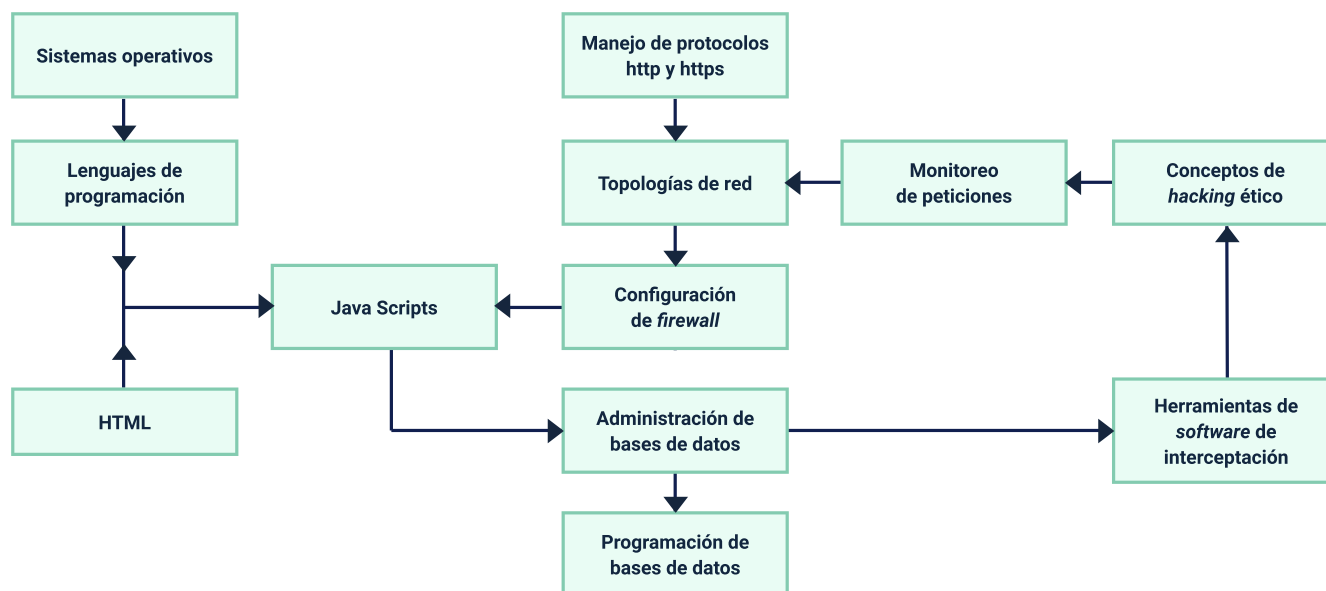 Sistemas operativos
Manejo de protocolos
http y https
Lenguajes de
programación
Topologías de red
Monitoreo
de peticiones
Conceptos de
hacking ético
Java Scripts
Configuración
de firewall
HTML
Administración de
bases de datos
Herramientas de
software de
interceptación
Programación de
bases de datos